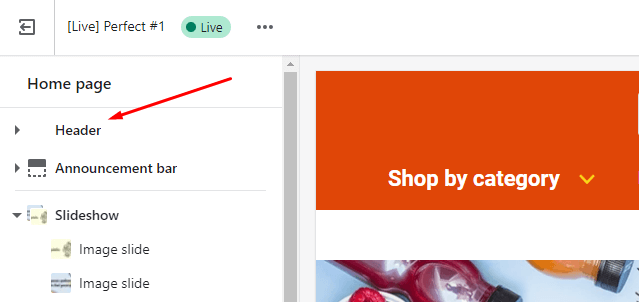 [Live] Perfect #1 Live
Home page
Header
Announcement bar
Slideshow
Image slide
Image slide
Shop by category